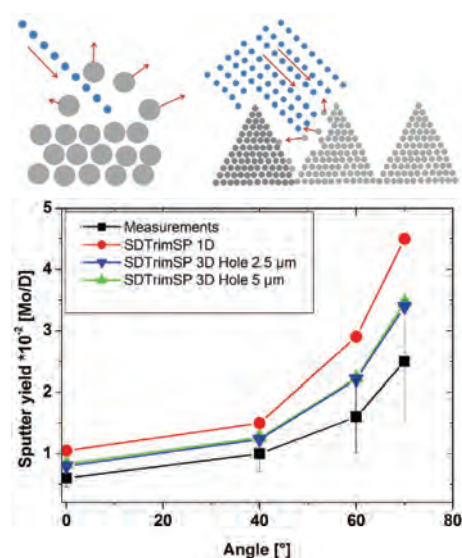 5
Measurements
SDTrimSP 1D
4
SDTrimSP 3D Hole 2.5 µm
SDTrimSP 3D Hole 5 µm
3
2
1
Sputter yield *10⁻² [Mo/D]
0 20 40 60 80
Angle [°]